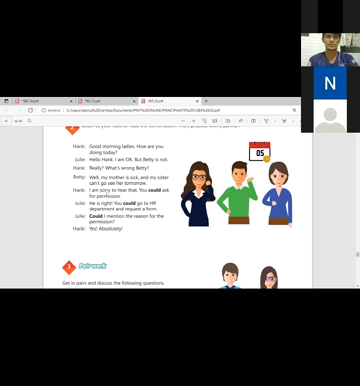 Archivo
N
Hank: Good morning ladies. How are you
doing today?
Julie: Hello Hank, I am OK. But Betty is not.
Hank: Really? What's wrong Betty?
Betty: Well, my mother is sick, and my sister
can't go see her tomorrow.
Hank: I am sorry to hear that. You could ask
for permission.
Julie: He is right! You could go to HR
department and request a form.
Julie: Could I mention the reason for the
permission?
Hank: Yes! Absolutely!
05
3 Pair work
Get in pairs and discuss the following questions.